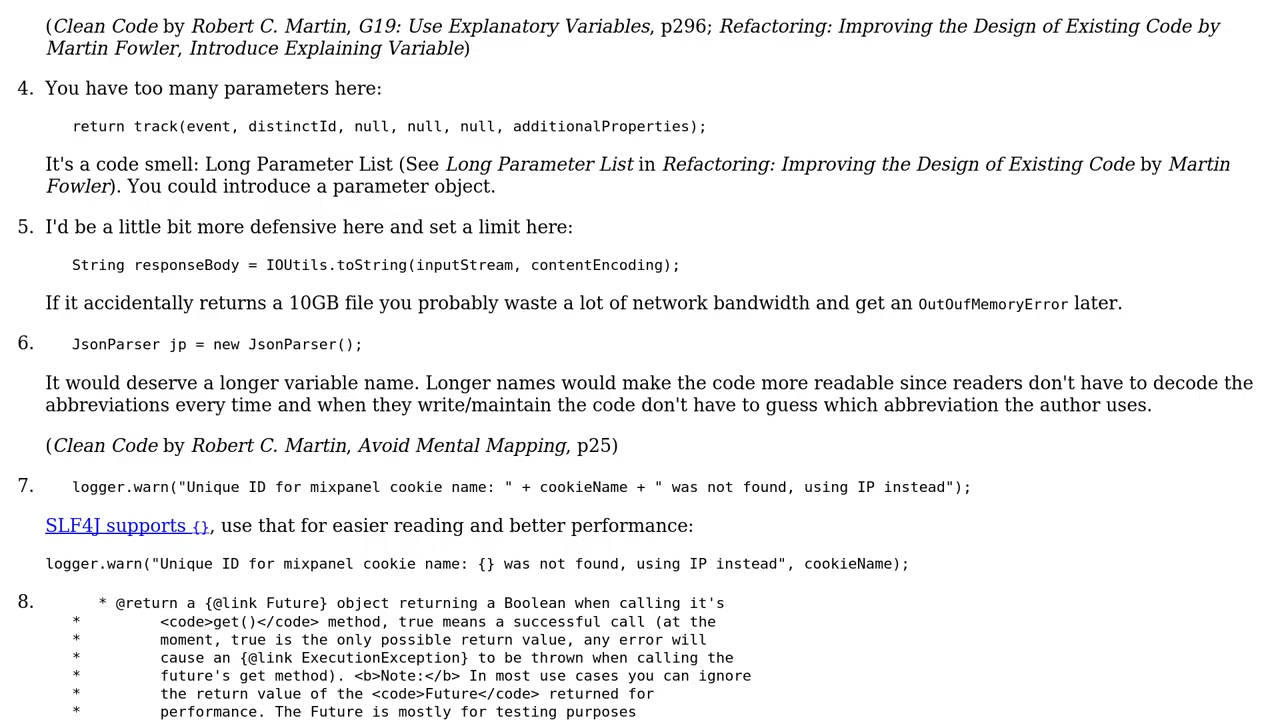 (Clean Code by Robert C. Martin, G19: Use Explanatory Variables, p296; Refactoring: Improving the Design of Existing Code by
Martin Fowler, Introduce Explaining Variable)
4. You have too many parameters here:
return track(event, distinctId, null, null, null, additionalProperties);
It's a code smell: Long Parameter List (See Long Parameter List in Refactoring: Improving the Design of Existing Code by Martin
Fowler). You could introduce a parameter object.
5. I'd be a little bit more defensive here and set a limit here:
String responseBody = IOUtils.toString(inputStream, contentEncoding);
If it accidentally returns a 10GB file you probably waste a lot of network bandwidth and get an OutOufMemoryError later.
6. JsonParser jp = new JsonParser();
It would deserve a longer variable name. Longer names would make the code more readable since readers don't have to decode the
abbreviations every time and when they write/maintain the code don't have to guess which abbreviation the author uses.
(Clean Code by Robert C. Martin, Avoid Mental Mapping, p25)
7. logger.warn("Unique ID for mixpanel cookie name: " + cookieName + " was not found, using IP instead");
SLF4J supports {}, use that for easier reading and better performance:
logger.warn("Unique ID for mixpanel cookie name: {} was not found, using IP instead", cookieName);
8. * @return a {@link Future} object returning a Boolean when calling it's
* <code>get()</code> method, true means a successful call (at the
* moment, true is the only possible return value, any error will
* cause an {@link ExecutionException} to be thrown when calling the
* future's get method). <b>Note:</b> In most use cases you can ignore
* the return value of the <code>Future</code> returned for
* performance. The Future is mostly for testing purposes